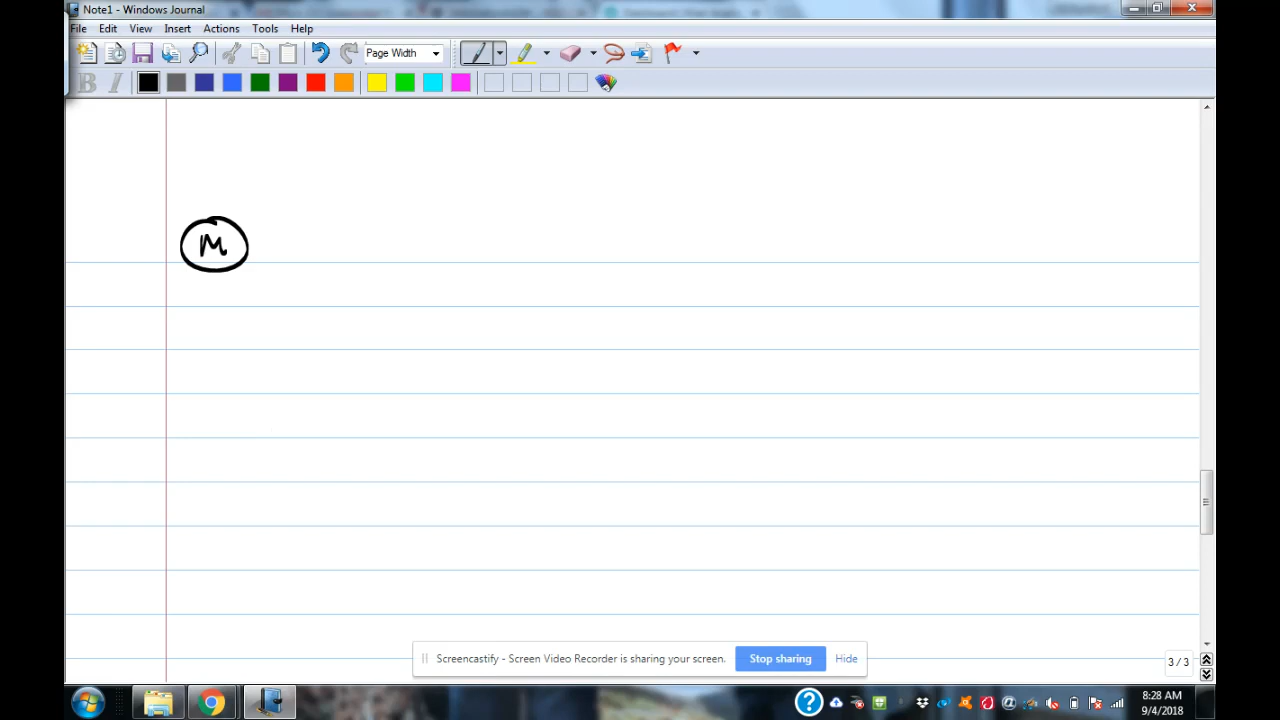 Note1 - Windows Journal
File Edit View Insert Actions Tools Help
Page Width
B I
M
Screencastify - Screen Video Recorder is sharing your screen. Stop sharing Hide
3 / 3
8:28 AM
9/4/2018